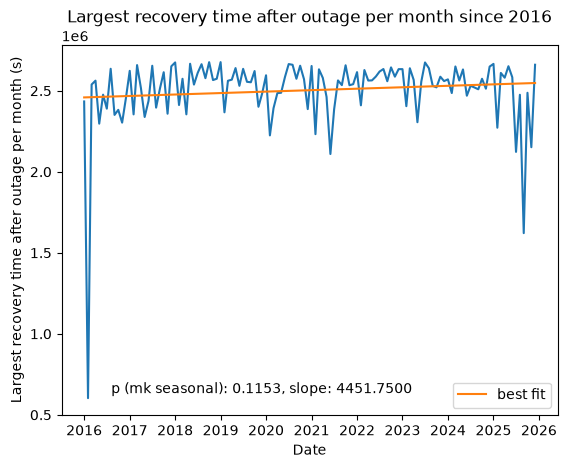 Largest recovery time after outage per month since 2016
1e6
Largest recovery time after outage per month (s)
2.5
2.0
1.5
1.0
0.5
p (mk seasonal): 0.1153, slope: 4451.7500
best fit
2016 2017 2018 2019 2020 2021 2022 2023 2024 2025 2026
Date